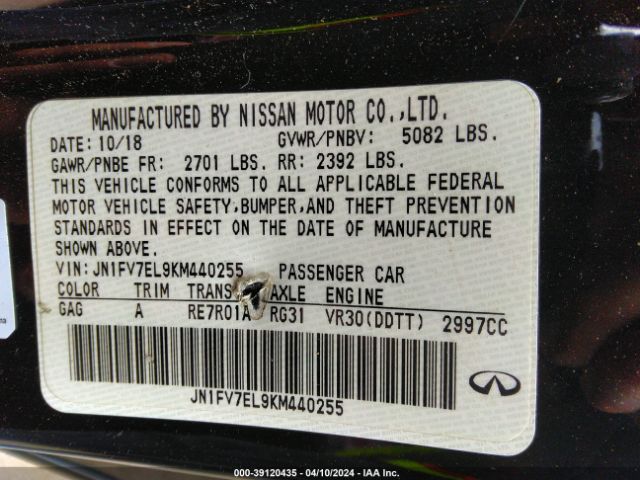 MANUFACTURED BY NISSAN MOTOR CO.,LTD.
DATE: 10/18 GVWR/PNBV: 5082 LBS.
GAWR/PNBE FR: 2701 LBS. RR: 2392 LBS.
THIS VEHICLE CONFORMS TO ALL APPLICABLE FEDERAL
MOTOR VEHICLE SAFETY,BUMPER,AND THEFT PREVENTION
STANDARDS IN EFFECT ON THE DATE OF MANUFACTURE
SHOWN ABOVE.
VIN: JN1FV7EL9KM440255 PASSENGER CAR
COLOR TRIM TRANS AXLE ENGINE
GAG A RE7R01A RG31 VR30(DDTT) 2997CC
JN1FV7EL9KM440255
000-39120435 - 04/10/2024 - IAA Inc.